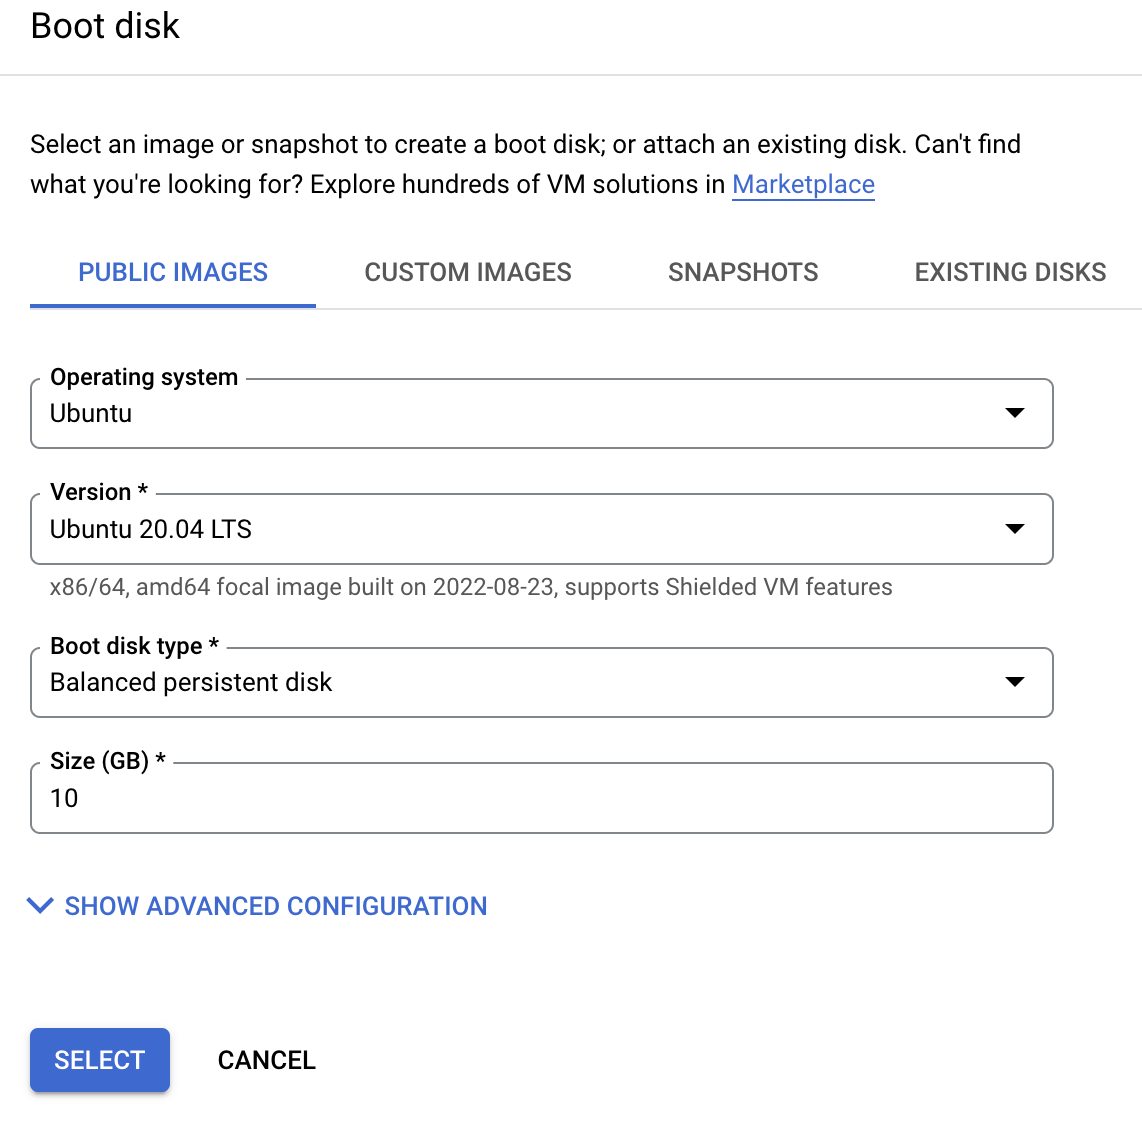 Boot disk
Select an image or snapshot to create a boot disk; or attach an existing disk. Can't find
what you're looking for? Explore hundreds of VM solutions in Marketplace
PUBLIC IMAGES CUSTOM IMAGES SNAPSHOTS EXISTING DISKS
Operating system
Ubuntu
Version *
Ubuntu 20.04 LTS
x86/64, amd64 focal image built on 2022-08-23, supports Shielded VM features
Boot disk type *
Balanced persistent disk
Size (GB) *
10
SHOW ADVANCED CONFIGURATION
SELECT CANCEL